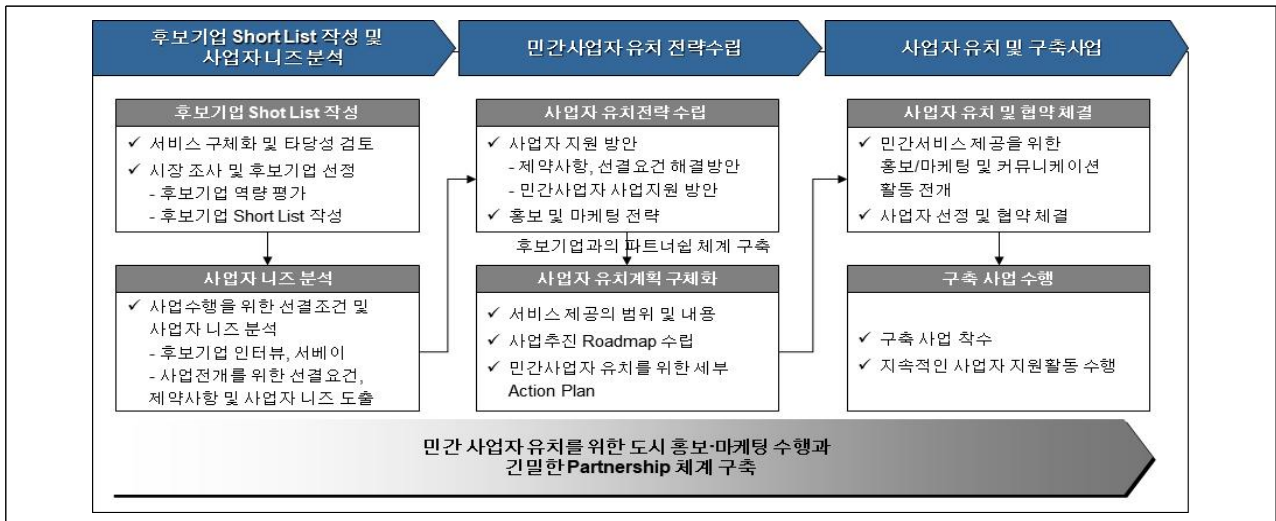 후보기업 Short List 작성 및
사업자 니즈 분석
민간사업자 유치 전략수립
사업자 유치 및 구축사업
후보기업 Shot List 작성
✓ 서비스 구체화 및 타당성 검토
✓ 시장 조사 및 후보기업 선정
- 후보기업 역량 평가
- 후보기업 Short List 작성
사업자 니즈 분석
✓ 사업수행을 위한 선결조건 및
사업자 니즈 분석
- 후보기업 인터뷰, 서베이
- 사업전개를 위한 선결요건,
제약사항 및 사업자 니즈 도출
사업자 유치전략 수립
✓ 사업자 지원 방안
- 제약사항, 선결요건 해결방안
- 민간사업자 사업지원 방안
✓ 홍보 및 마케팅 전략
후보기업과의 파트너쉽 체계 구축
사업자 유치계획 구체화
✓ 서비스 제공의 범위 및 내용
✓ 사업추진 Roadmap 수립
✓ 민간사업자 유치를 위한 세부
Action Plan
사업자 유치 및 협약 체결
✓ 민간서비스 제공을 위한
홍보/마케팅 및 커뮤니케이션
활동 전개
✓ 사업자 선정 및 협약 체결
구축 사업 수행
✓ 구축 사업 착수
✓ 지속적인 사업자 지원활동 수행
민간 사업자 유치를 위한 도시 홍보·마케팅 수행과
긴밀한 Partnership 체계 구축